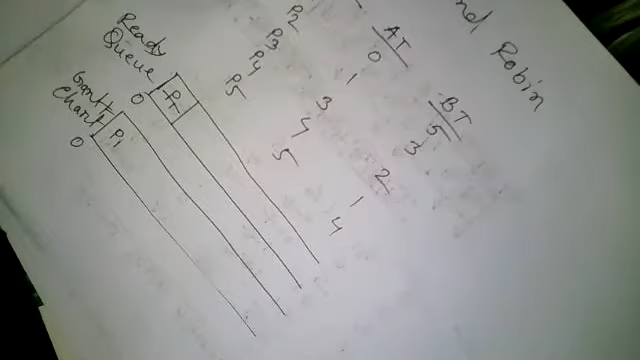 nd Robin
AT BT
0 5
P2 1 3
P3 3 2
P4 4 1
P5 5 4
Ready
Queue
P1
0
Gantt
Chart
P1
0